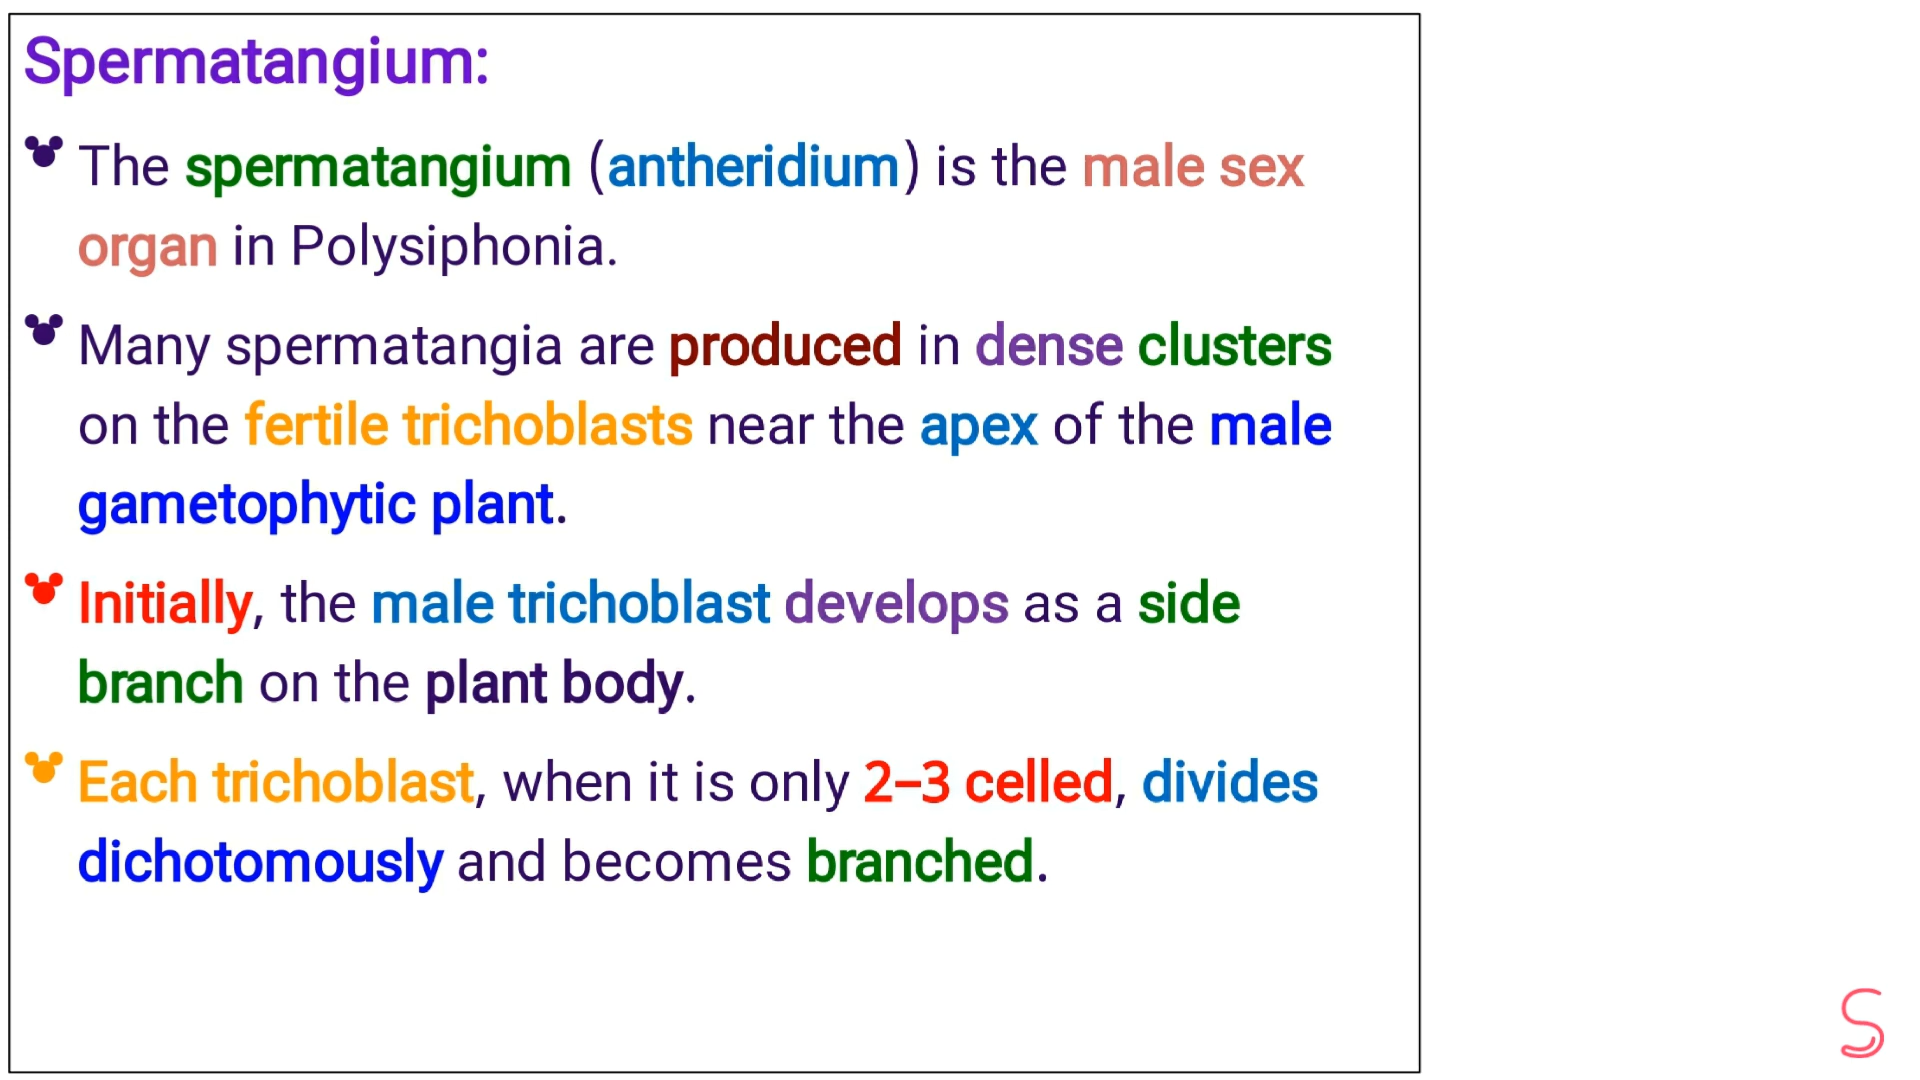 Spermatangium:
The spermatangium (antheridium) is the male sex
organ in Polysiphonia.
Many spermatangia are produced in dense clusters
on the fertile trichoblasts near the apex of the male
gametophytic plant.
Initially, the male trichoblast develops as a side
branch on the plant body.
Each trichoblast, when it is only 2–3 celled, divides
dichotomously and becomes branched.
S